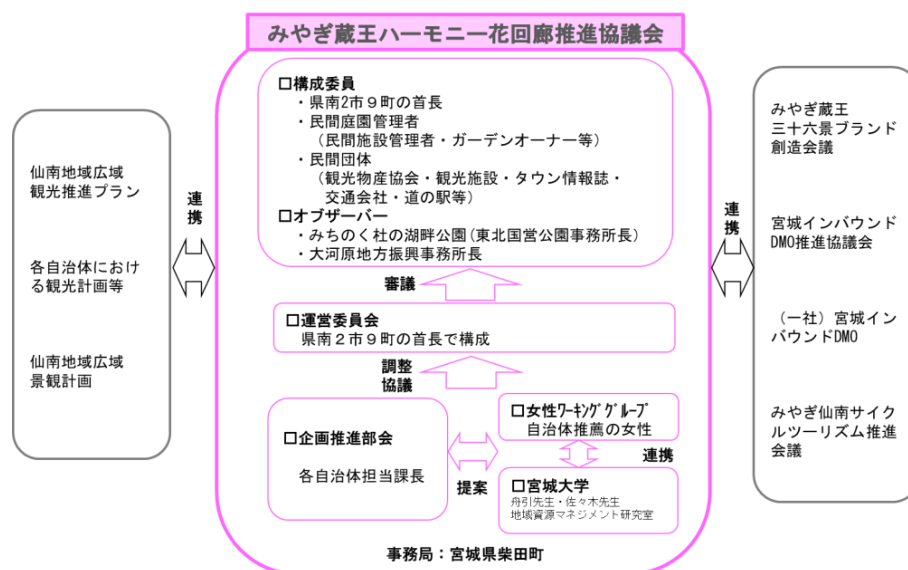 みやぎ蔵王ハーモニー花回廊推進協議会
仙南地域広域
観光推進プラン
各自治体におけ
る観光計画等
仙南地域広域
景観計画
連
携
□構成委員
・県南2市9町の首長
・民間庭園管理者
(民間施設管理者・ガーデンオーナー等)
・民間団体
(観光物産協会・観光施設・タウン情報誌・
交通会社・道の駅等)
□オブザーバー
・みちのく杜の湖畔公園(東北国営公園事務所長)
・大河原地方振興事務所長
審議
□運営委員会
県南2市9町の首長で構成
調整
協議
□企画推進部会
各自治体担当課長
提案
□女性ワーキンググループ
自治体推薦の女性
連携
□宮城大学
舟引先生・佐々木先生
地域資源マネジメント研究室
事務局:宮城県柴田町
連
携
みやぎ蔵王
三十六景ブランド
創造会議
宮城インバウンド
DMO推進協議会
(一社)宮城イン
バウンドDMO
みやぎ仙南サイク
ルツーリズム推進
会議